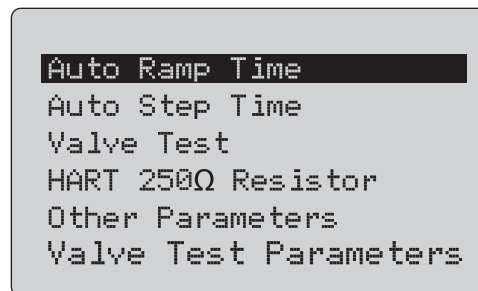 Auto Ramp Time
Auto Step Time
Valve Test
HART 250Ω Resistor
Other Parameters
Valve Test Parameters